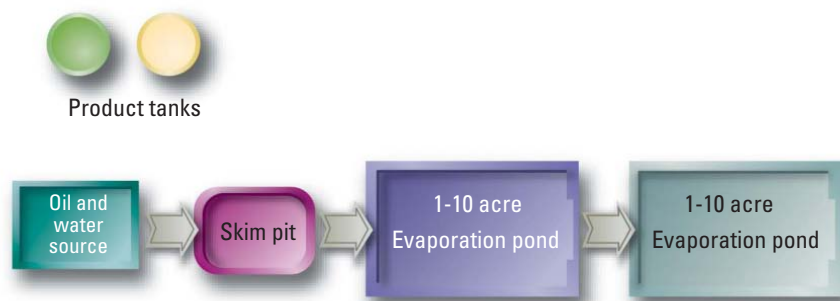 Product tanks
Oil and
water
source
Skim pit
1-10 acre
Evaporation pond
1-10 acre
Evaporation pond